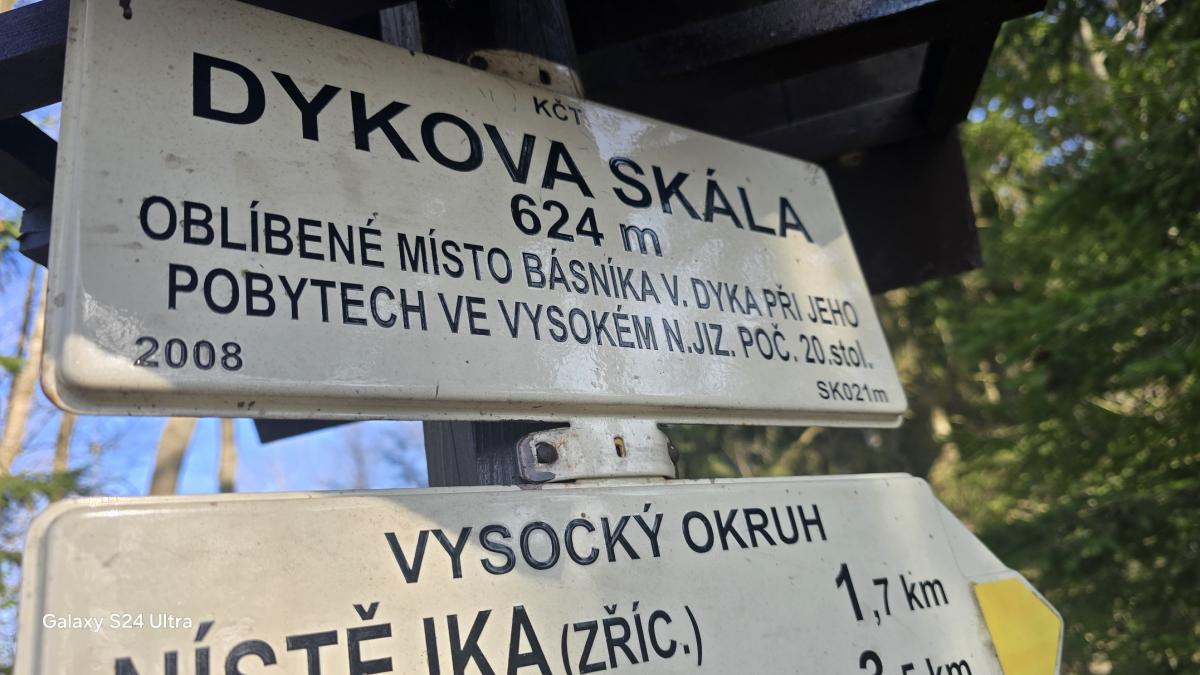 KČT
DYKOVA SKÁLA
624 m
OBLÍBENÉ MÍSTO BÁSNÍKA V. DYKA PŘI JEHO
POBYTECH VE VYSOKÉM N.JIZ. POČ. 20.stol.
2008
SK021m
VYSOCKÝ OKRUH
1,7 km
(ZŘÍC.)
km
Galaxy S24 Ultra